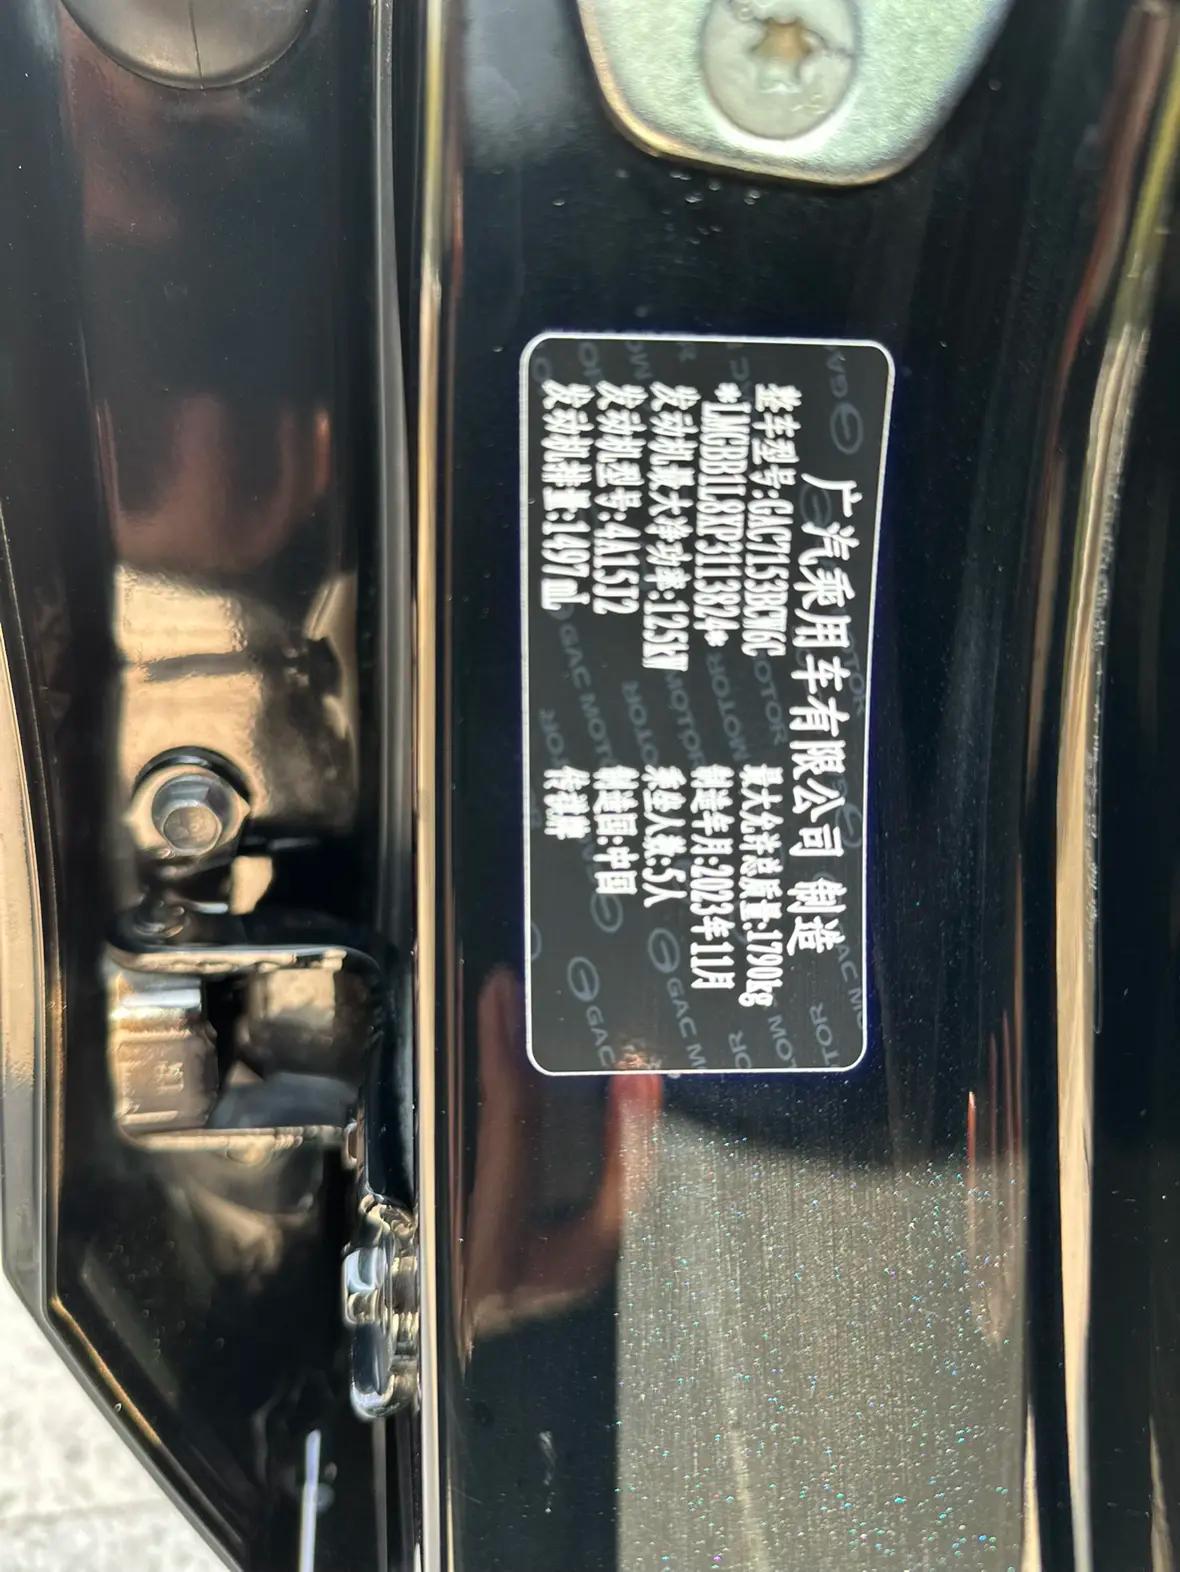 广汽乘用车有限公司 制造
整车型号:GAC7153BCW6C 最大允许总质量:1790kg
*LMGBB1L8XP3113824* 制造年月:2023年11月
发动机最大净功率:125kW 乘坐人数:5人
发动机型号:4A15J2 制造国:中国
发动机排量:1497mL 传祺牌
GAC MOTOR